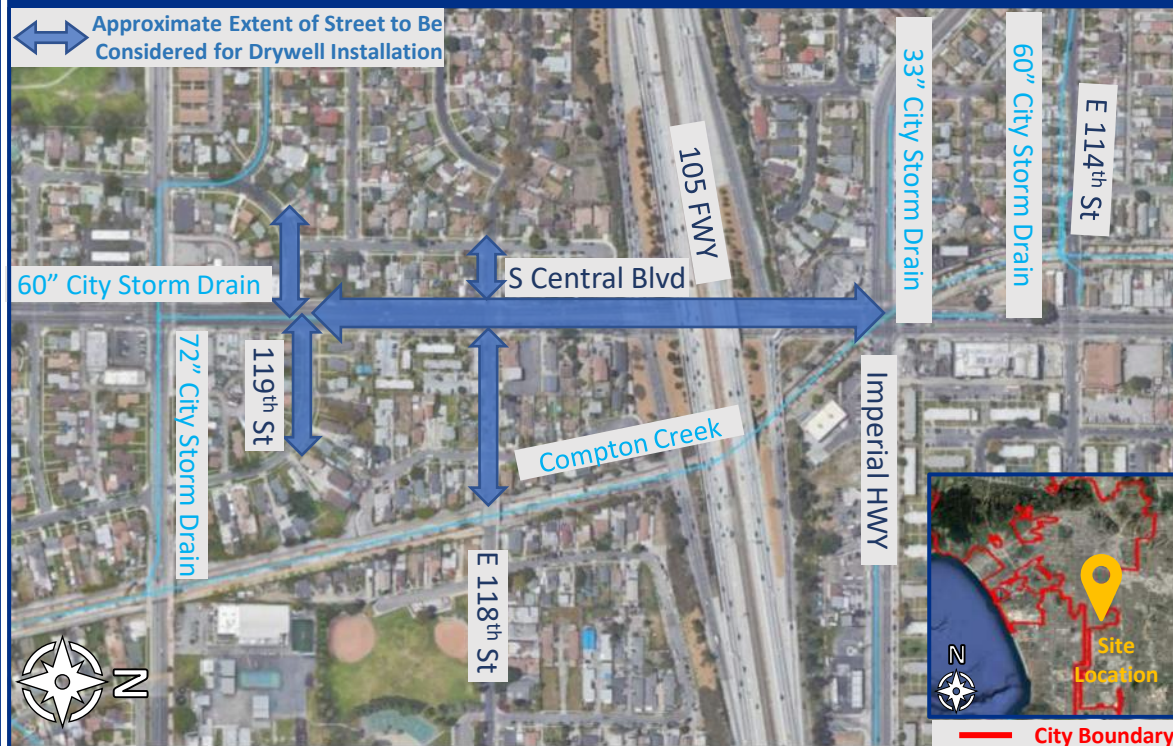 Approximate Extent of Street to Be
Considered for Drywell Installation
33” City Storm Drain
60” City Storm Drain
E 114th St
105 FWY
60” City Storm Drain
S Central Blvd
72” City Storm Drain
119th St
Compton Creek
Imperial HWY
E 118th St
N
N
Site
Location
City Boundary